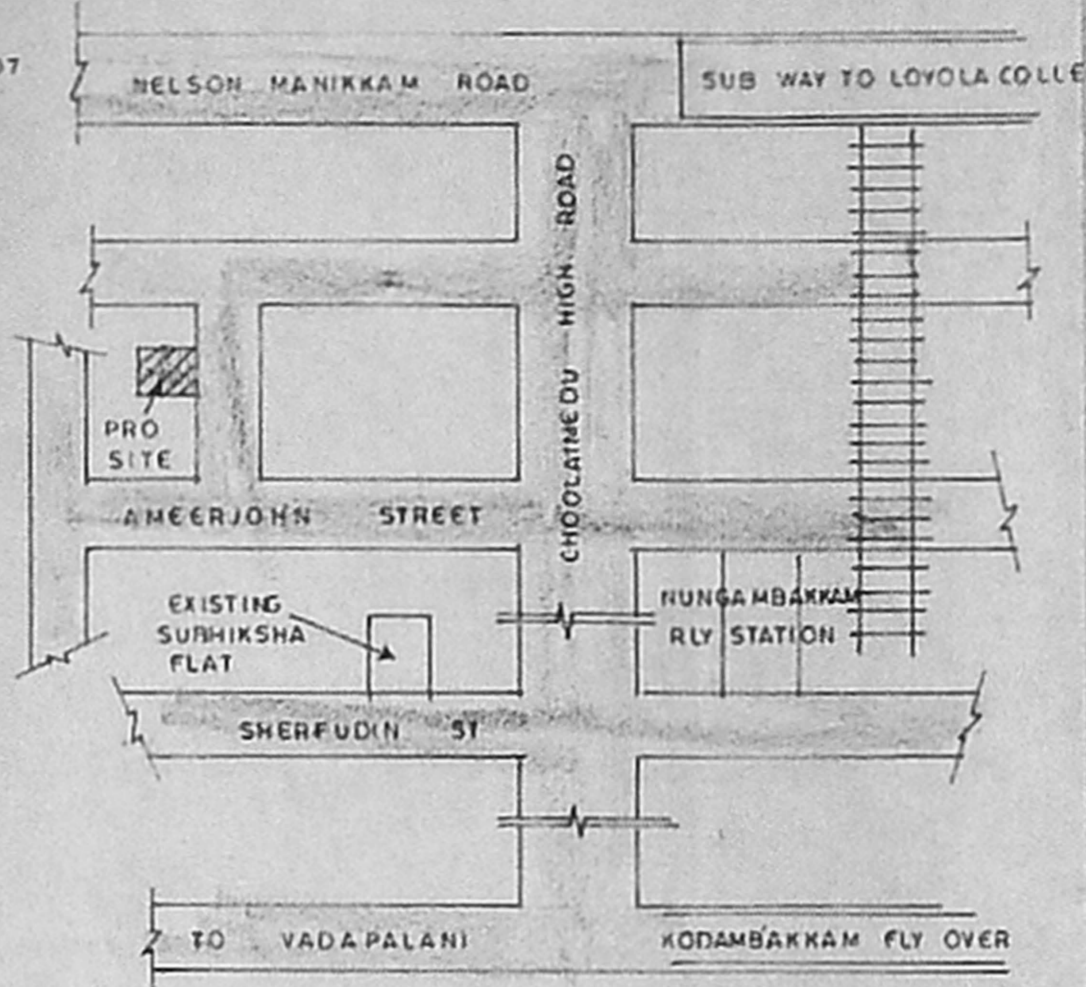 07
NELSON MANIKKAM ROAD
SUB WAY TO LOYOLA COLLE
CHOOLAIMEDU HIGH ROAD
PRO
SITE
AMEERJOHN STREET
EXISTING
SUBHIKSHA
FLAT
NUNGAMBAKKAM
RLY STATION
SHERFUDIN ST
TO VADAPALANI
KODAMBAKKAM FLY OVER